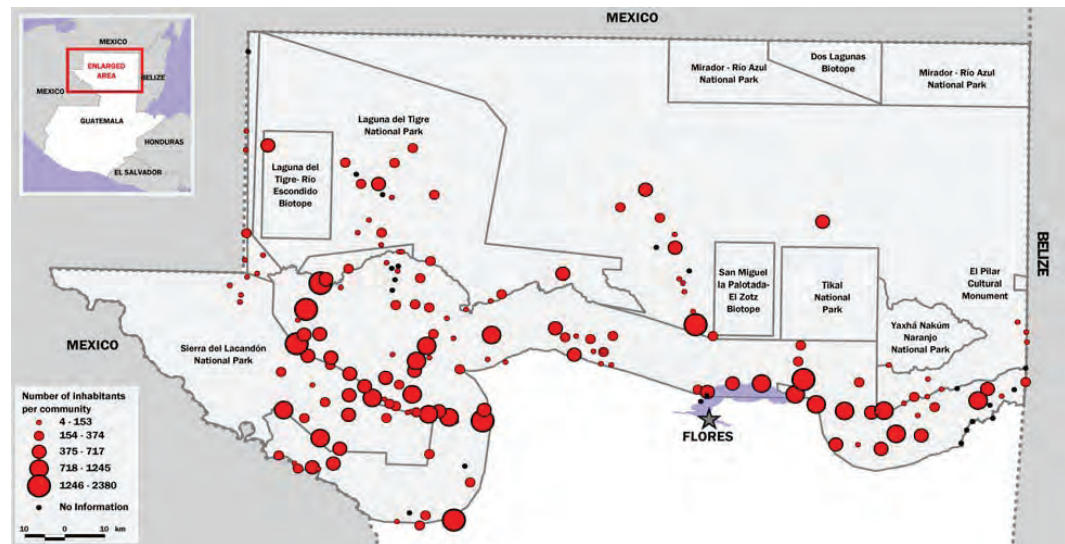 MEXICO
MEXICO
ENLARGED
AREA
BELIZE
MEXICO
GUATEMALA
HONDURAS
EL SALVADOR
Mirador - Río Azul
National Park
Dos Lagunas
Biotope
Mirador - Río Azul
National Park
Laguna del Tigre
National Park
Laguna del
Tigre- Río
Escondido
Biotope
BELIZE
San Miguel
la Palotada-
El Zotz
Biotope
Tikal
National
Park
El Pilar
Cultural
Monument
Yaxhá Nakúm
Naranjo
National Park
MEXICO
Sierra del Lacandón
National Park
FLORES
Number of inhabitants
per community
4 - 153
154 - 374
375 - 717
718 - 1245
1246 - 2380
No Information
10 0 10 km